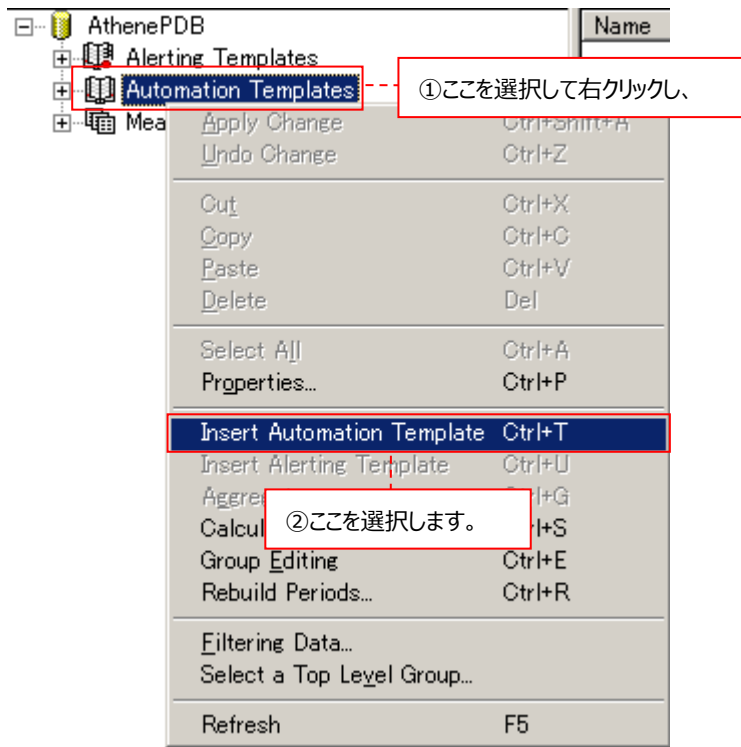 AthenePDB
Name
Alerting Templates
Automation Templates
①ここを選択して右クリックし、
Mea
Apply Change Ctrl+Shift+A
Undo Change Ctrl+Z
Cut Ctrl+X
Copy Ctrl+C
Paste Ctrl+V
Delete Del
Select All Ctrl+A
Properties... Ctrl+P
Insert Automation Template Ctrl+T
Insert Alerting Template Ctrl+U
Aggre l+G
②ここを選択します。
Calcul l+S
Group Editing Ctrl+E
Rebuild Periods... Ctrl+R
Filtering Data...
Select a Top Level Group...
Refresh F5